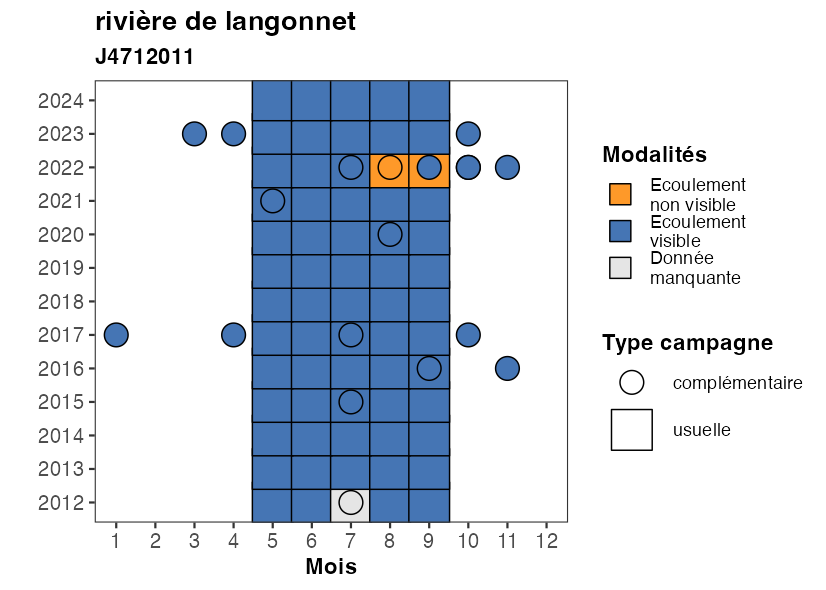 rivière de langonnet
J4712011
2024
2023
2022
2021
2020
2019
2018
2017
2016
2015
2014
2013
2012
1 2 3 4 5 6 7 8 9 10 11 12
Mois
Modalités
Ecoulement
non visible
Ecoulement
visible
Donnée
manquante
Type campagne
complémentaire
usuelle